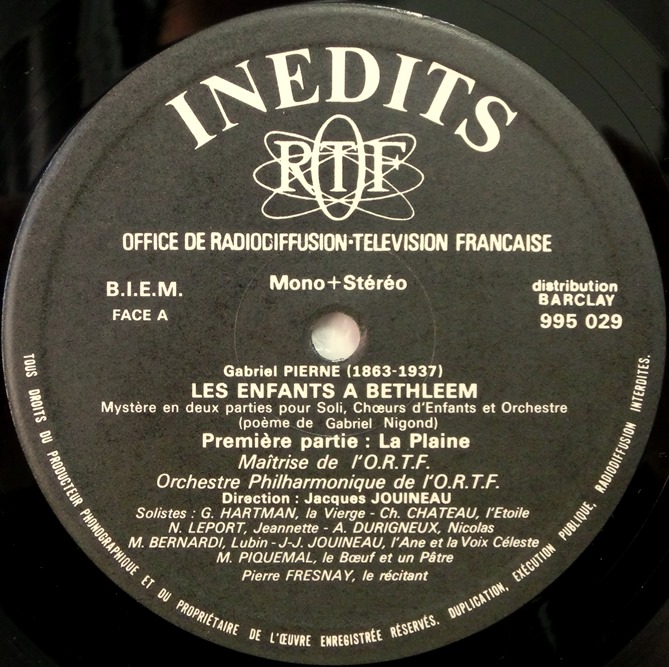 INEDITS
RTF
OFFICE DE RADIODIFFUSION-TELEVISION FRANCAISE
B.I.E.M.
FACE A
Mono+Stéréo
distribution
BARCLAY
995 029
Gabriel PIERNE (1863-1937)
LES ENFANTS A BETHLEEM
Mystère en deux parties pour Soli, Chœurs d'Enfants et Orchestre
(poème de Gabriel Nigond)
Première partie : La Plaine
Maîtrise de l'O.R.T.F.
Orchestre Philharmonique de l'O.R.T.F.
Direction : Jacques JOUINEAU
Solistes : G. HARTMAN, la Vierge - Ch. CHATEAU, l'Etoile
N. LEPORT, Jeannette - A. DURIGNEUX, Nicolas
M. BERNARDI, Lubin - J-J. JOUINEAU, l'Ane et la Voix Céleste
M. PIQUEMAL, le Bœuf et un Pâtre
Pierre FRESNAY, le récitant
TOUS DROITS DU PRODUCTEUR PHONOGRAPHIQUE ET DU PROPRIÉTAIRE DE L'ŒUVRE ENREGISTRÉE RÉSERVÉS. DUPLICATION, EXÉCUTION PUBLIQUE, RADIODIFFUSION INTERDITES.